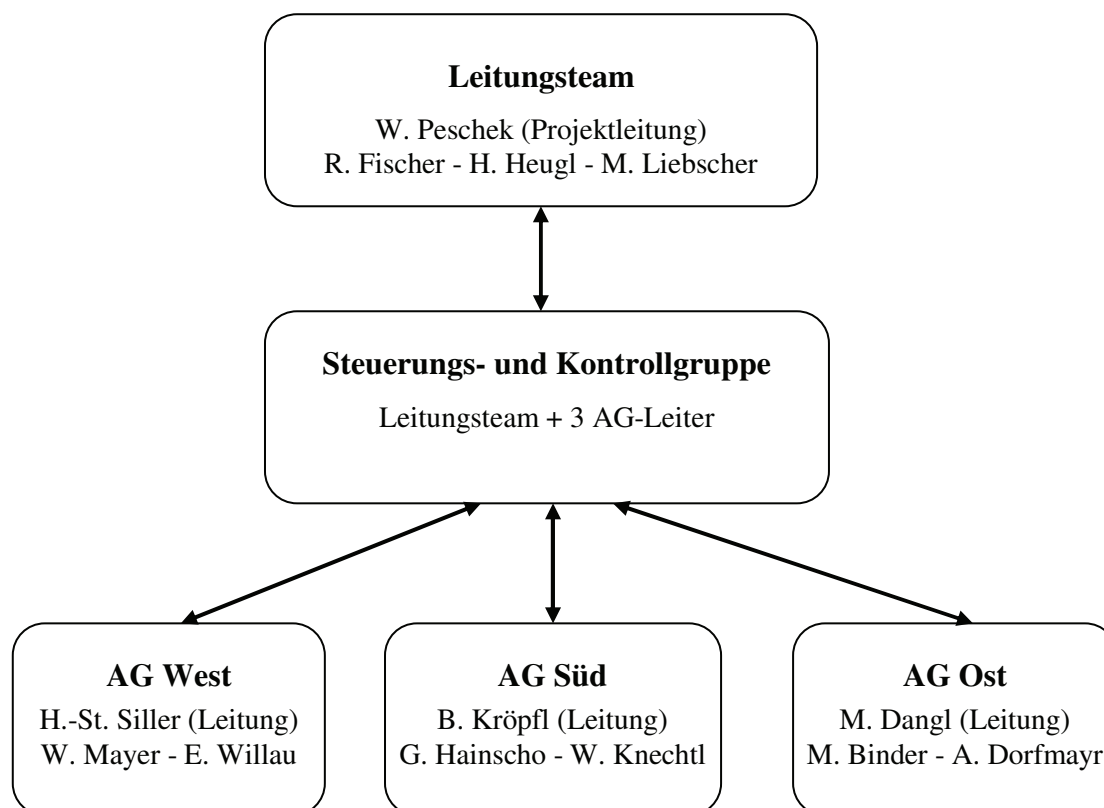 Leitungsteam
W. Peschek (Projektleitung)
R. Fischer - H. Heugl - M. Liebscher
Steuerungs- und Kontrollgruppe
Leitungsteam + 3 AG-Leiter
AG West
H.-St. Siller (Leitung)
W. Mayer - E. Willau
AG Süd
B. Kröpfl (Leitung)
G. Hainscho - W. Knechtl
AG Ost
M. Dangl (Leitung)
M. Binder - A. Dorfmayr